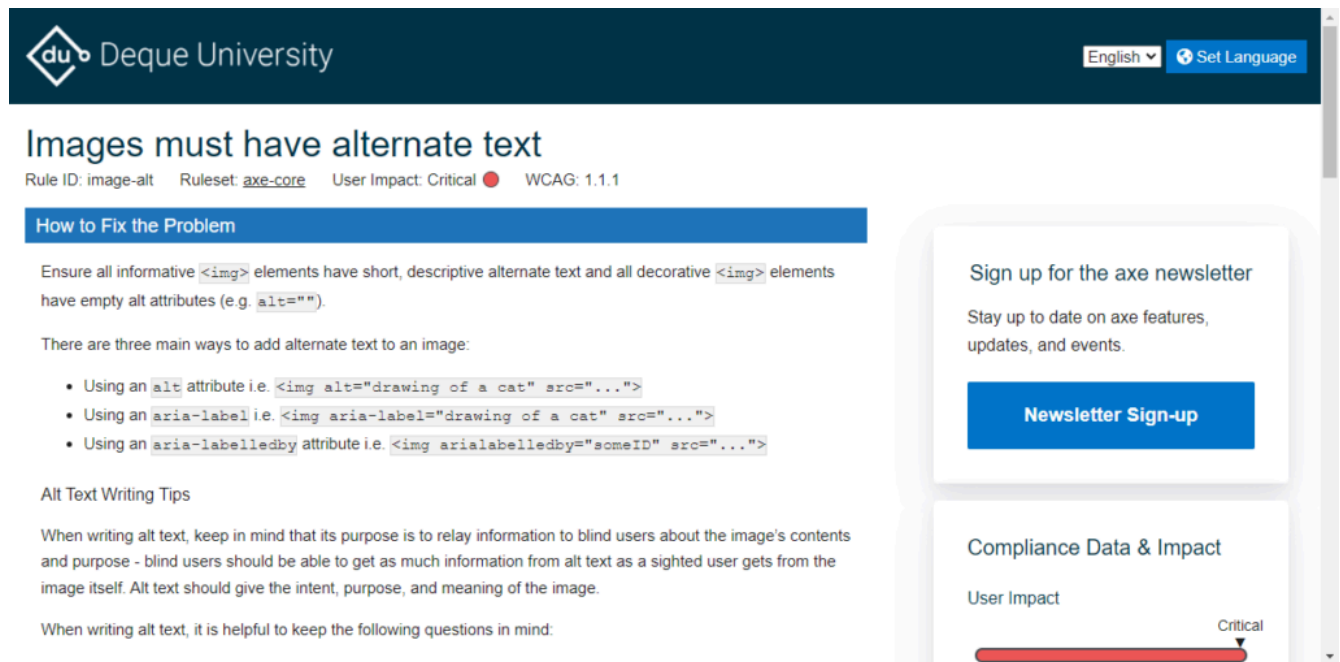 du Deque University
English Set Language
Images must have alternate text
Rule ID: image-alt Ruleset: axe-core User Impact: Critical WCAG: 1.1.1
How to Fix the Problem
Ensure all informative <img> elements have short, descriptive alternate text and all decorative <img> elements
have empty alt attributes (e.g. alt="").
There are three main ways to add alternate text to an image:
• Using an alt attribute i.e. <img alt="drawing of a cat" src="...">
• Using an aria-label i.e. <img aria-label="drawing of a cat" src="...">
• Using an aria-labelledby attribute i.e. <img arialabelledby="someID" src="...">
Alt Text Writing Tips
When writing alt text, keep in mind that its purpose is to relay information to blind users about the image's contents
and purpose - blind users should be able to get as much information from alt text as a sighted user gets from the
image itself. Alt text should give the intent, purpose, and meaning of the image.
When writing alt text, it is helpful to keep the following questions in mind:
Sign up for the axe newsletter
Stay up to date on axe features,
updates, and events.
Newsletter Sign-up
Compliance Data & Impact
User Impact
Critical